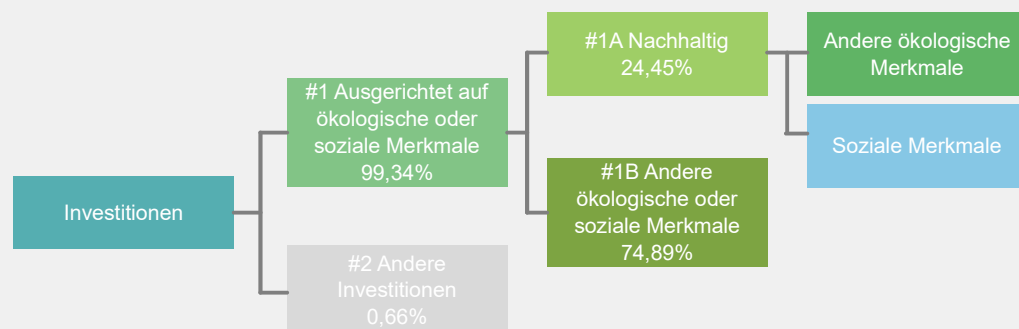 Investitionen
#1 Ausgerichtet auf
ökologische oder
soziale Merkmale
99,34%
#2 Andere
Investitionen
0,66%
#1A Nachhaltig
24,45%
#1B Andere
ökologische oder
soziale Merkmale
74,89%
Andere ökologische
Merkmale
Soziale Merkmale